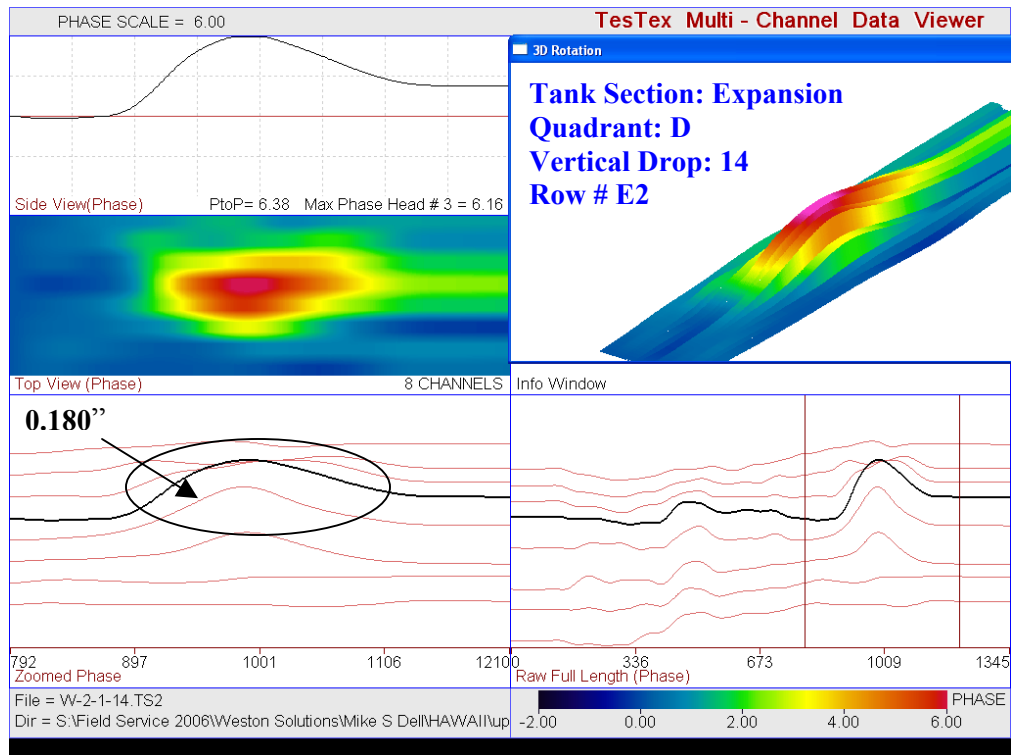 PHASE SCALE = 6.00
TesTex Multi - Channel Data Viewer
3D Rotation
Tank Section: Expansion
Quadrant: D
Vertical Drop: 14
Row # E2
Side View(Phase) PtoP= 6.38 Max Phase Head # 3 = 6.16
Top View (Phase) 8 CHANNELS
Info Window
0.180”
792 897 1001 1106 1210
Zoomed Phase
0 336 673 1009 1345
Raw Full Length (Phase)
File = W-2-1-14.TS2
Dir = S:\Field Service 2006\Weston Solutions\Mike S Dell\HAWAII\up
PHASE
-2.00 0.00 2.00 4.00 6.00